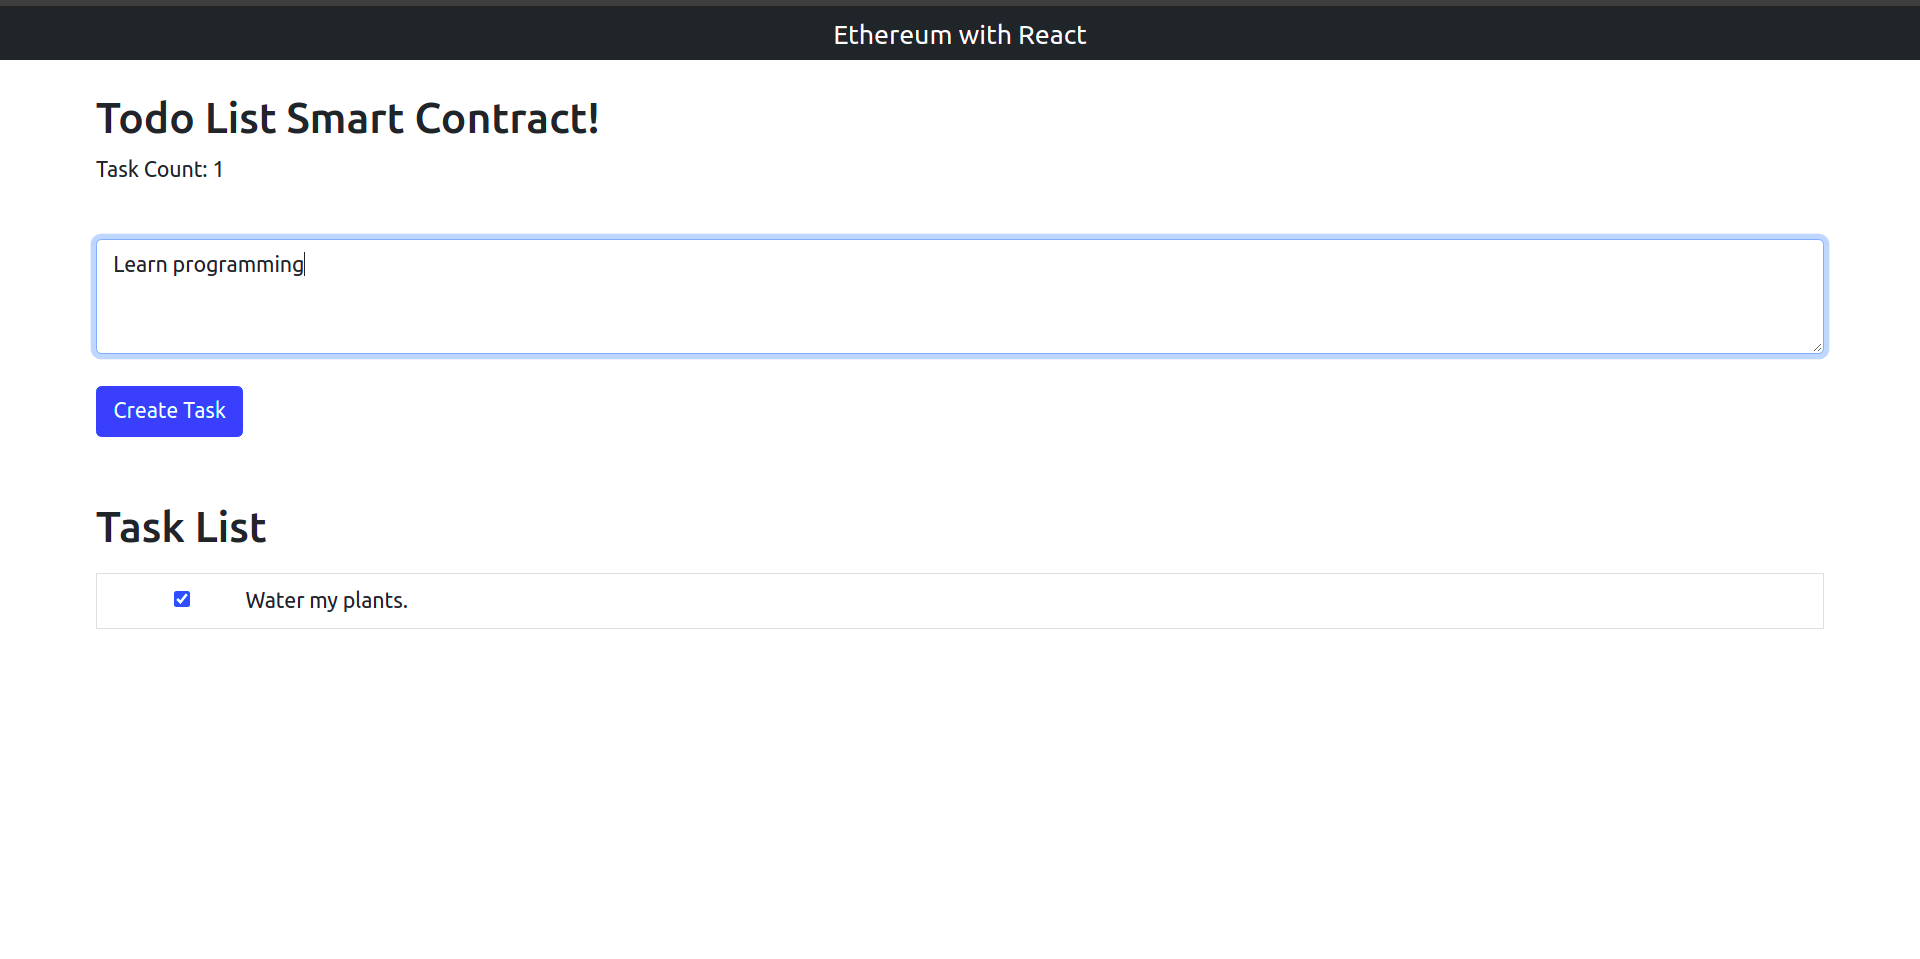 Ethereum with React
Todo List Smart Contract!
Task Count: 1
Learn programming
Create Task
Task List
Water my plants.